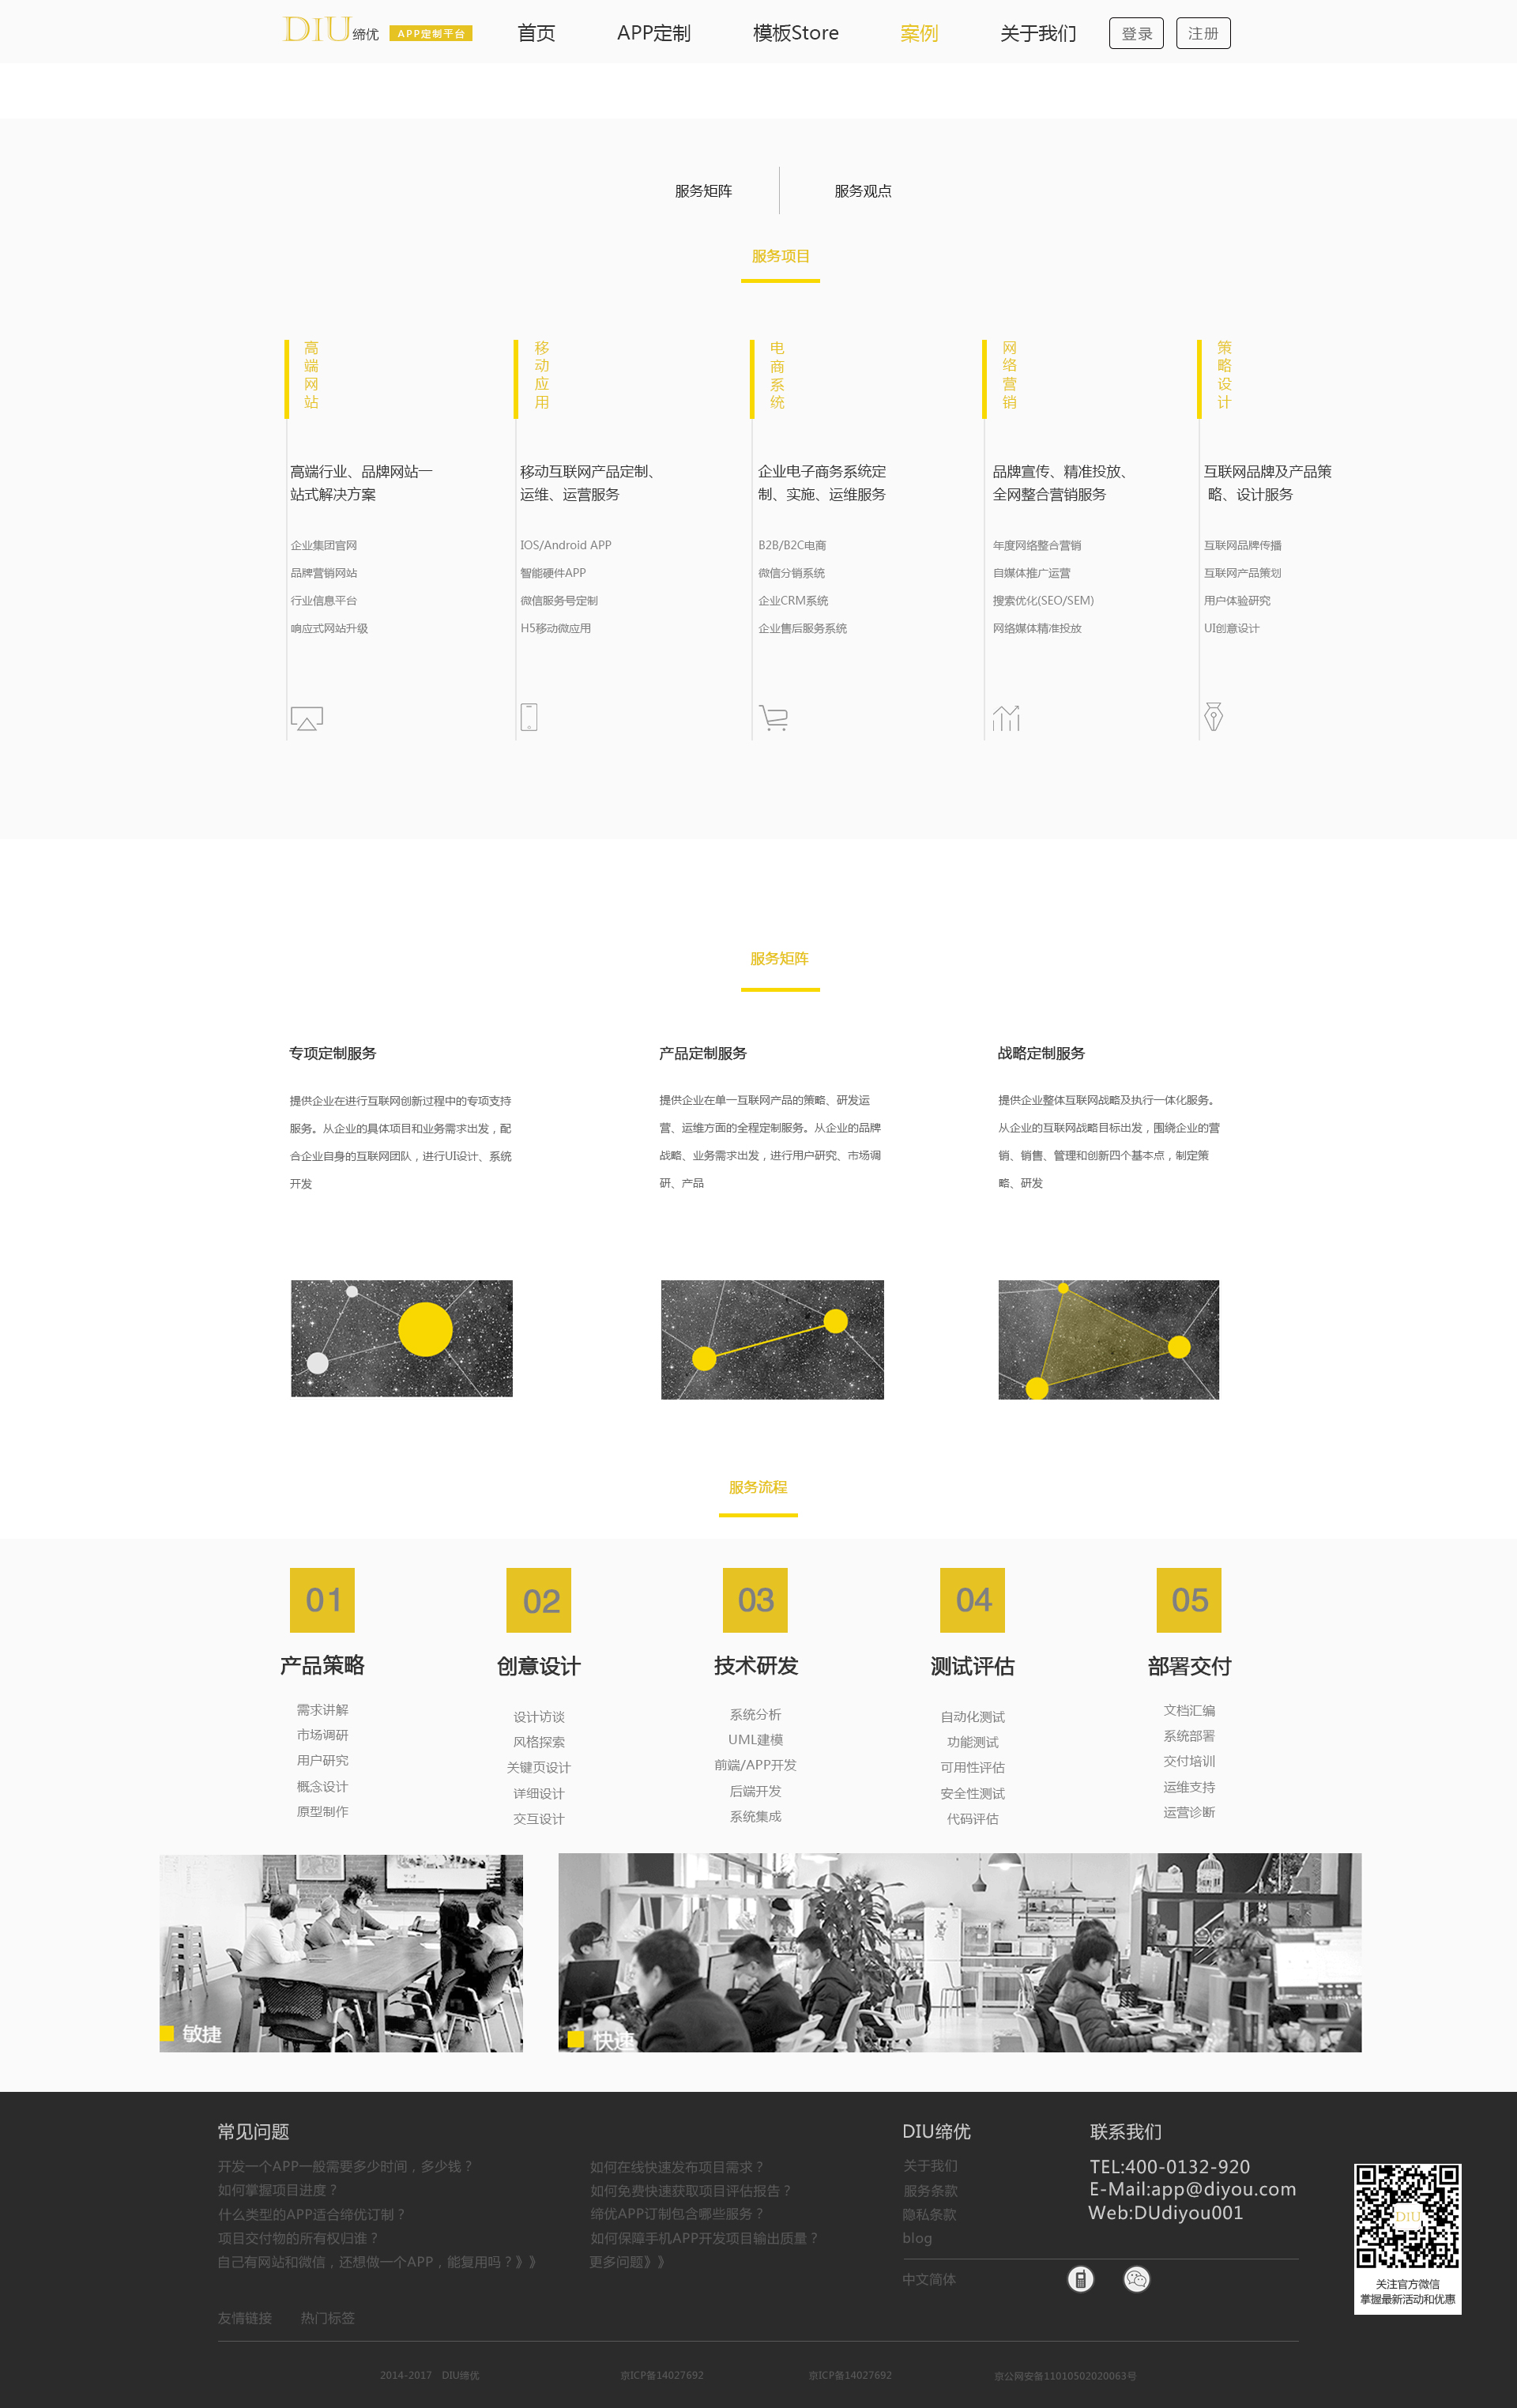 DIU缔优 APP定制平台 首页 APP定制 模板Store 案例 关于我们 登录 注册
服务矩阵 服务观点
服务项目
高端网站
高端行业、品牌网站一
站式解决方案
企业集团官网
品牌营销网站
行业信息平台
响应式网站升级
移动应用
移动互联网产品定制、
运维、运营服务
IOS/Android APP
智能硬件APP
微信服务号定制
H5移动微应用
电商系统
企业电子商务系统定
制、实施、运维服务
B2B/B2C电商
微信分销系统
企业CRM系统
企业售后服务系统
网络营销
品牌宣传、精准投放、
全网整合营销服务
年度网络整合营销
自媒体推广运营
搜索优化(SEO/SEM)
网络媒体精准投放
策略设计
互联网品牌及产品策
略、设计服务
互联网品牌传播
互联网产品策划
用户体验研究
UI创意设计
服务矩阵
专项定制服务
提供企业在进行互联网创新过程中的专项支持
服务。从企业的具体项目和业务需求出发，配
合企业自身的互联网团队，进行UI设计、系统
开发
产品定制服务
提供企业在单一互联网产品的策略、研发运
营、运维方面的全程定制服务。从企业的品牌
战略、业务需求出发，进行用户研究、市场调
研、产品
战略定制服务
提供企业整体互联网战略及执行一体化服务。
从企业的互联网战略目标出发，围绕企业的营
销、销售、管理和创新四个基本点，制定策
略、研发
服务流程
01
产品策略
需求讲解
市场调研
用户研究
概念设计
原型制作
02
创意设计
设计访谈
风格探索
关键页设计
详细设计
交互设计
03
技术研发
系统分析
UML建模
前端/APP开发
后端开发
系统集成
04
测试评估
自动化测试
功能测试
可用性评估
安全性测试
代码评估
05
部署交付
文档汇编
系统部署
交付培训
运维支持
运营诊断
敏捷
快速
常见问题
开发一个APP一般需要多少时间，多少钱？
如何掌握项目进度？
什么类型的APP适合缔优订制？
项目交付物的所有权归谁？
自己有网站和微信，还想做一个APP，能复用吗？》》
如何在线快速发布项目需求？
如何免费快速获取项目评估报告？
缔优APP订制包含哪些服务？
如何保障手机APP开发项目输出质量？
更多问题》》
DIU缔优
关于我们
服务条款
隐私条款
blog
中文简体
联系我们
TEL:400-0132-920
E-Mail:app@diyou.com
Web:DUdiyou001
DIU
关注官方微信
掌握最新活动和优惠
友情链接 热门标签
2014-2017 DIU缔优 京ICP备14027692 京ICP备14027692 京公网安备11010502020063号